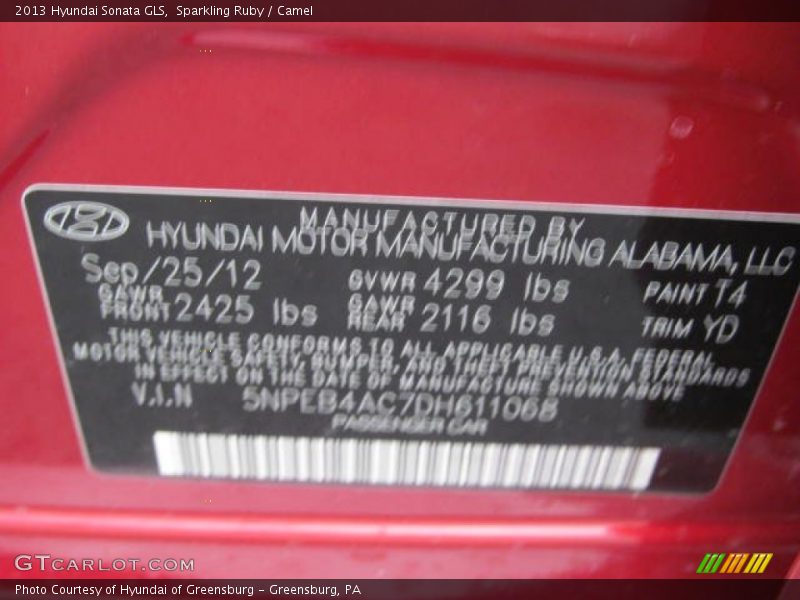 2013 Hyundai Sonata GLS, Sparkling Ruby / Camel
MANUFACTURED BY
HYUNDAI MOTOR MANUFACTURING ALABAMA, LLC
Sep/25/12 GVWR 4299 lbs PAINT T4
GAWR FRONT 2425 lbs GAWR REAR 2116 lbs TRIM YD
THIS VEHICLE CONFORMS TO ALL APPLICABLE U.S.A. FEDERAL
MOTOR VEHICLE SAFETY, BUMPER, AND THEFT PREVENTION STANDARDS
IN EFFECT ON THE DATE OF MANUFACTURE SHOWN ABOVE
V.I.N 5NPEB4AC7DH611068
PASSENGER CAR
GTCARLOT.COM
Photo Courtesy of Hyundai of Greensburg - Greensburg, PA